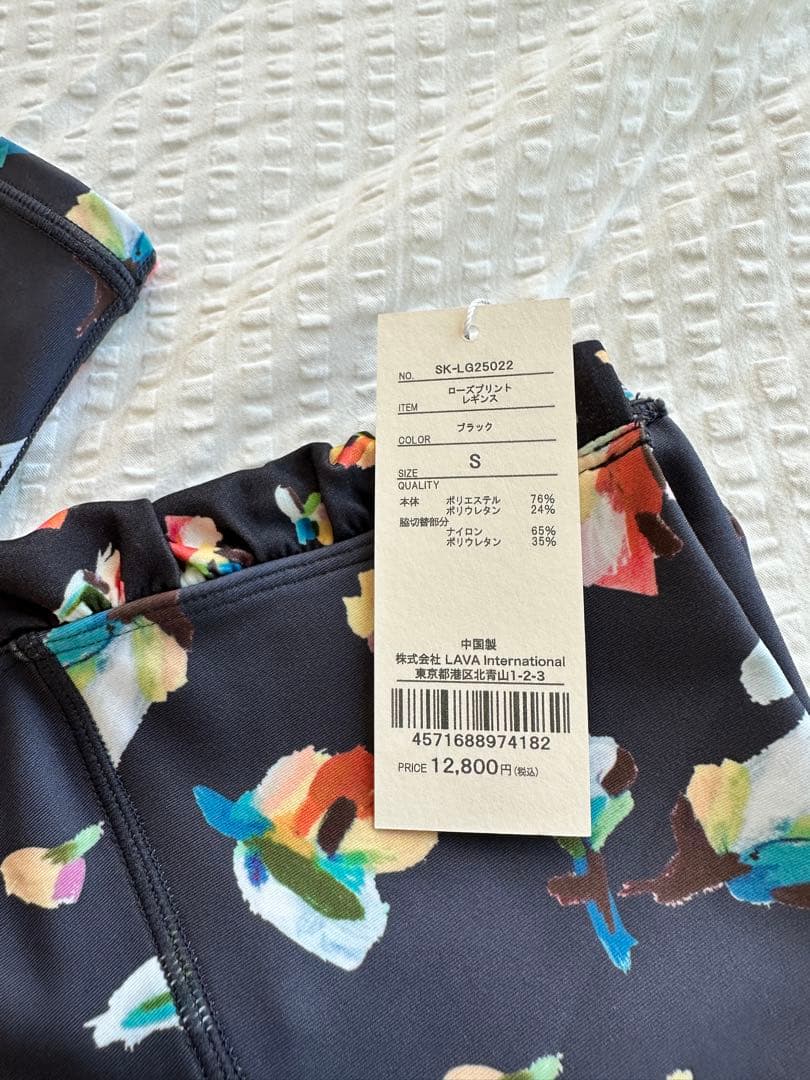 NO. SK-LG25022
ITEM ローズプリント
レギンス
COLOR ブラック
SIZE S
QUALITY
本体 ポリエステル 76%
ポリウレタン 24%
脇切替部分
ナイロン 65%
ポリウレタン 35%
中国製
株式会社 LAVA International
東京都港区北青山1-2-3
4571688974182
PRICE 12,800円(税込)